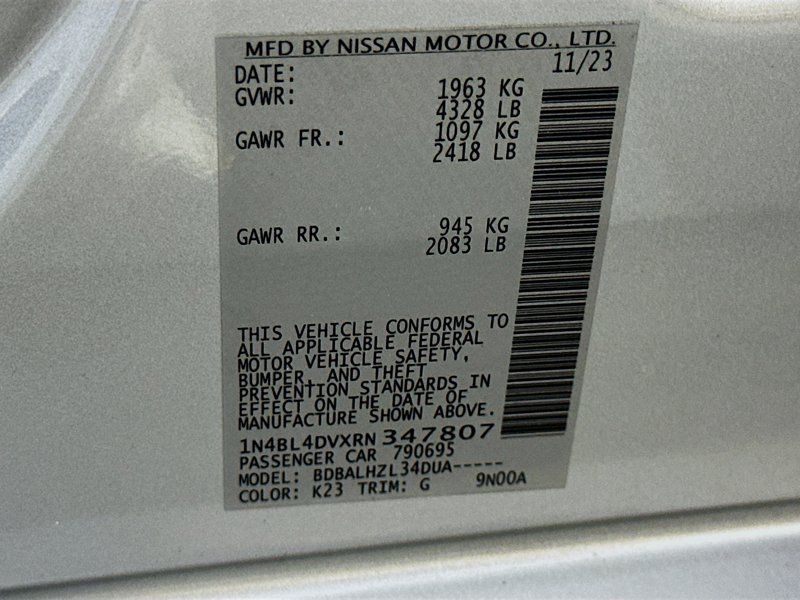 MFD BY NISSAN MOTOR CO., LTD.
DATE: 11/23
GVWR: 1963 KG
4328 LB
GAWR FR.: 1097 KG
2418 LB
GAWR RR.: 945 KG
2083 LB
THIS VEHICLE CONFORMS TO
ALL APPLICABLE FEDERAL
MOTOR VEHICLE SAFETY,
BUMPER, AND THEFT
PREVENTION STANDARDS IN
EFFECT ON THE DATE OF
MANUFACTURE SHOWN ABOVE.
1N4BL4DVXRN347807
PASSENGER CAR 790695
MODEL: BDBALHZL34DUA-----
COLOR: K23 TRIM: G 9N00A